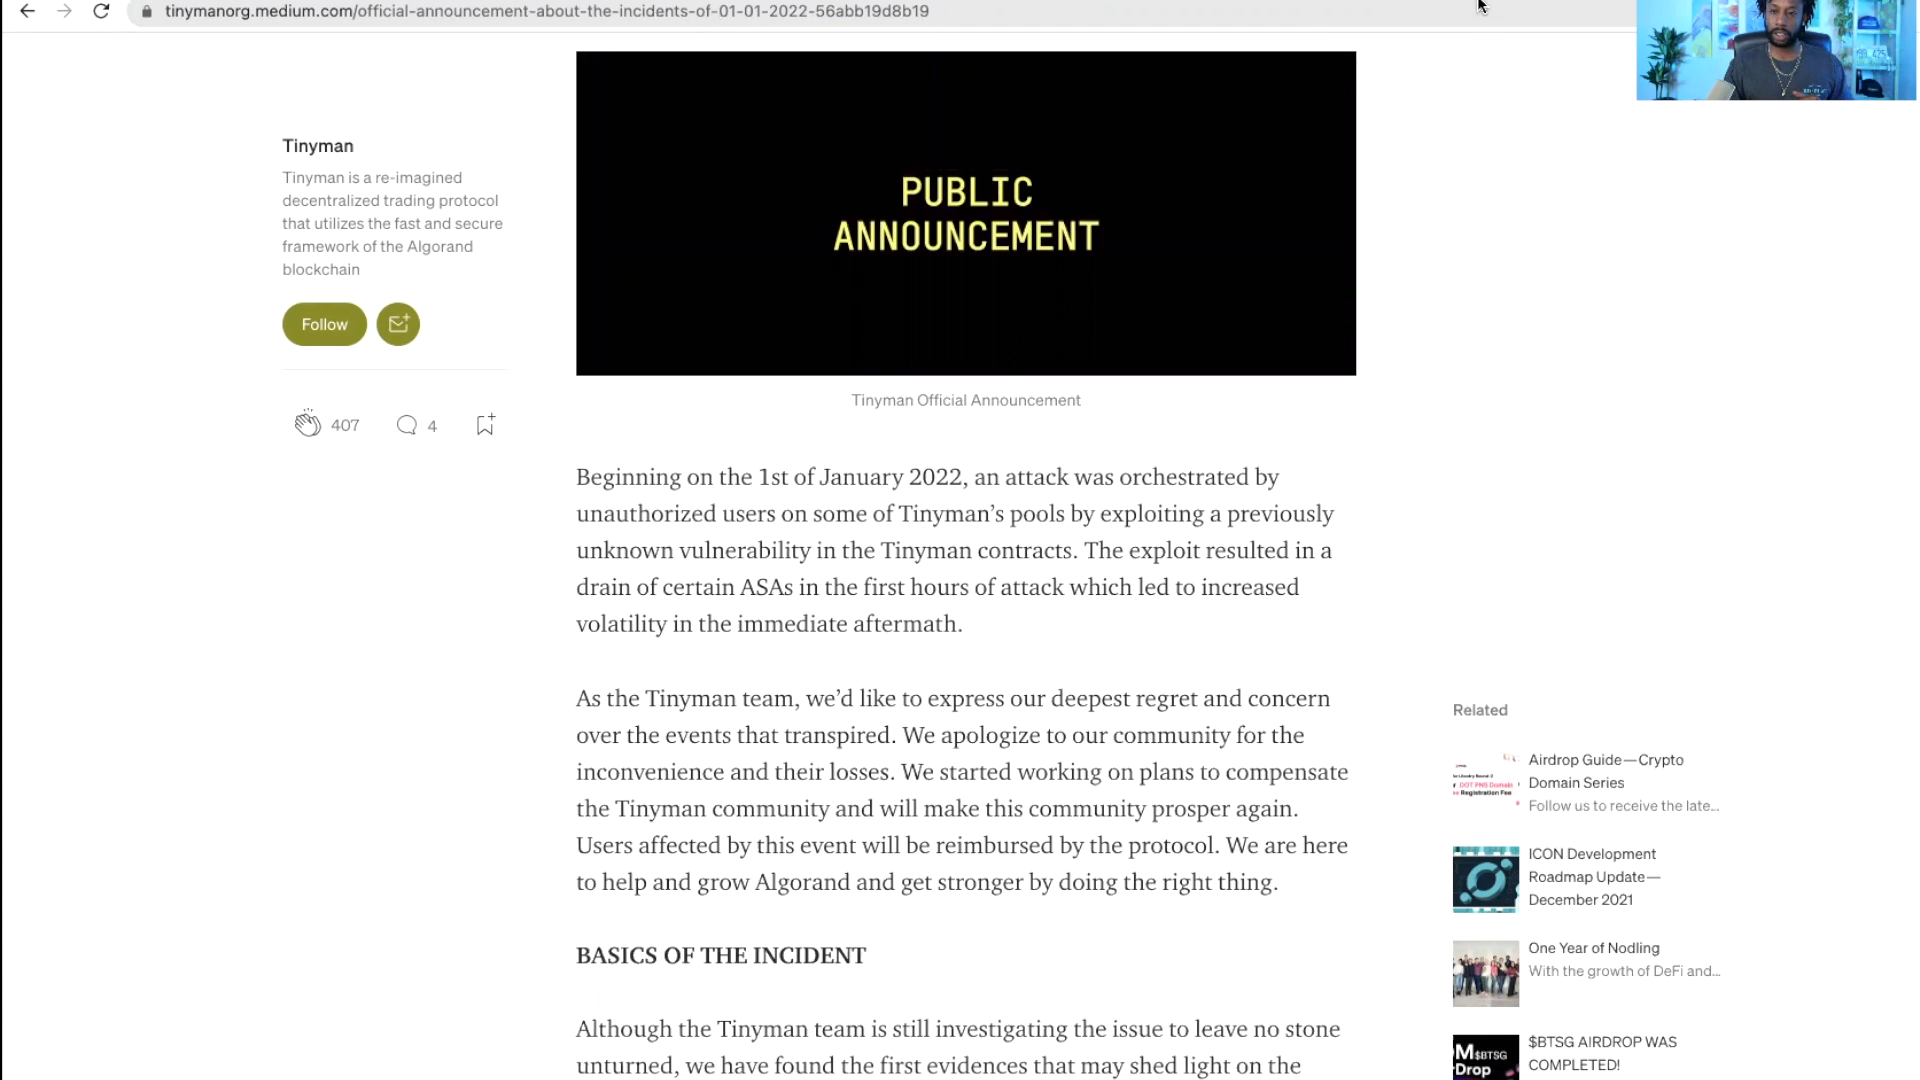 tinymanorg.medium.com/official-announcement-about-the-incidents-of-01-01-2022-56abb19d8b19
PUBLIC
ANNOUNCEMENT
Tinyman
Tinyman is a re-imagined
decentralized trading protocol
that utilizes the fast and secure
framework of the Algorand
blockchain
Follow
407
4
Tinyman Official Announcement
Beginning on the 1st of January 2022, an attack was orchestrated by
unauthorized users on some of Tinyman’s pools by exploiting a previously
unknown vulnerability in the Tinyman contracts. The exploit resulted in a
drain of certain ASAs in the first hours of attack which led to increased
volatility in the immediate aftermath.
As the Tinyman team, we’d like to express our deepest regret and concern
over the events that transpired. We apologize to our community for the
inconvenience and their losses. We started working on plans to compensate
the Tinyman community and will make this community prosper again.
Users affected by this event will be reimbursed by the protocol. We are here
to help and grow Algorand and get stronger by doing the right thing.
BASICS OF THE INCIDENT
Although the Tinyman team is still investigating the issue to leave no stone
unturned, we have found the first evidences that may shed light on the
Related
Airdrop Guide—Crypto
Domain Series
Follow us to receive the late...
DOT PNS Domain
Registration Fee
ICON Development
Roadmap Update—
December 2021
One Year of Nodling
With the growth of DeFi and...
$BTSG AIRDROP WAS
COMPLETED!
M $BTSG
Drop